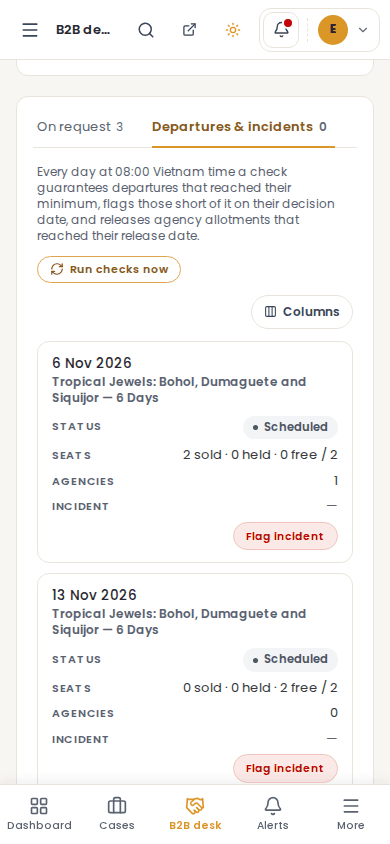 B2B de...
E
On request 3
Departures & incidents 0
Every day at 08:00 Vietnam time a check
guarantees departures that reached their
minimum, flags those short of it on their decision
date, and releases agency allotments that
reached their release date.
Run checks now
Columns
6 Nov 2026
Tropical Jewels: Bohol, Dumaguete and
Siquijor — 6 Days
STATUS
Scheduled
SEATS
2 sold · 0 held · 0 free / 2
AGENCIES
1
INCIDENT
—
Flag incident
13 Nov 2026
Tropical Jewels: Bohol, Dumaguete and
Siquijor — 6 Days
STATUS
Scheduled
SEATS
0 sold · 0 held · 2 free / 2
AGENCIES
0
INCIDENT
—
Flag incident
Dashboard
Cases
B2B desk
Alerts
More